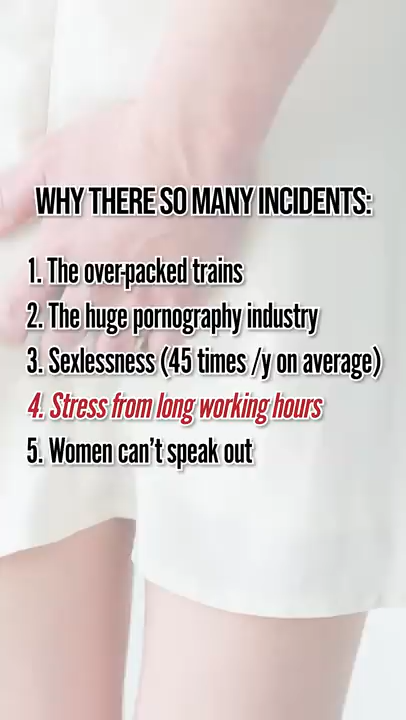 WHY THERE SO MANY INCIDENTS:
1. The over-packed trains
2. The huge pornography industry
3. Sexlessness (45 times /y on average)
4. Stress from long working hours
5. Women can't speak out